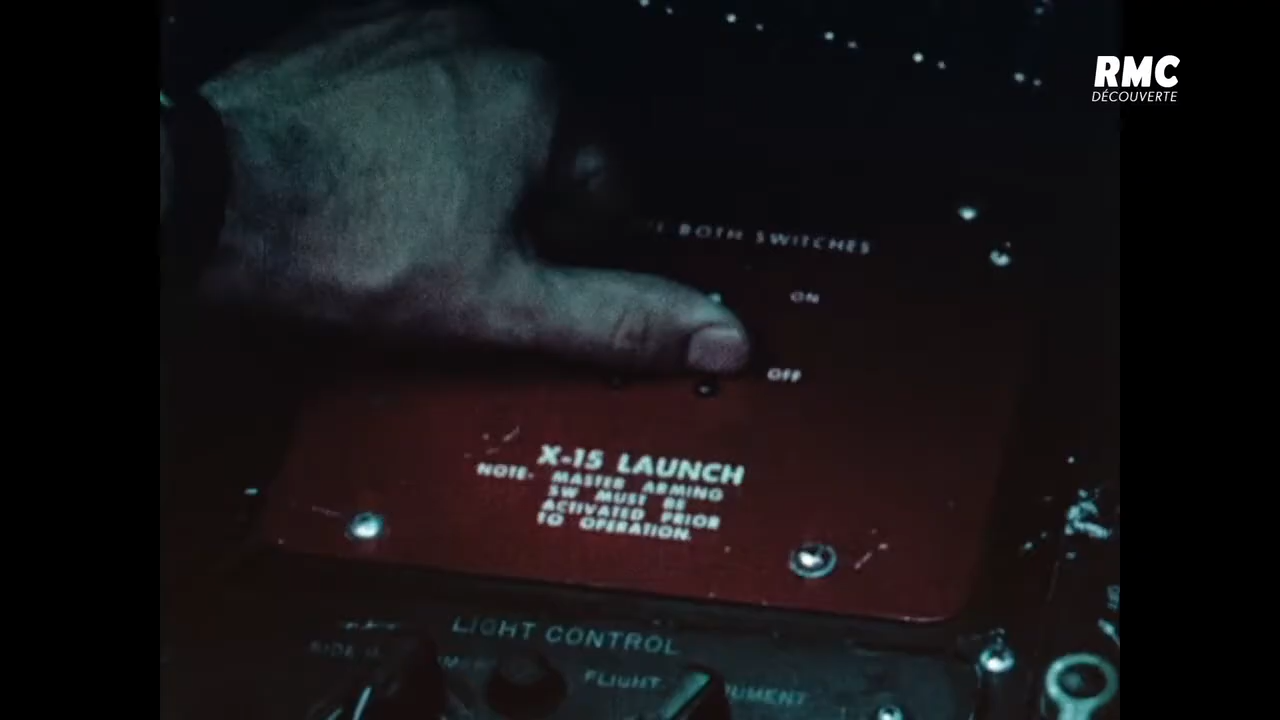 RMC
DÉCOUVERTE
BOTH SWITCHES
ON
OFF
X-15 LAUNCH
NOTE- MASTER ARMING
SW MUST BE
ACTIVATED PRIOR
TO OPERATION.
LIGHT CONTROL
SIDE
FLIGHT